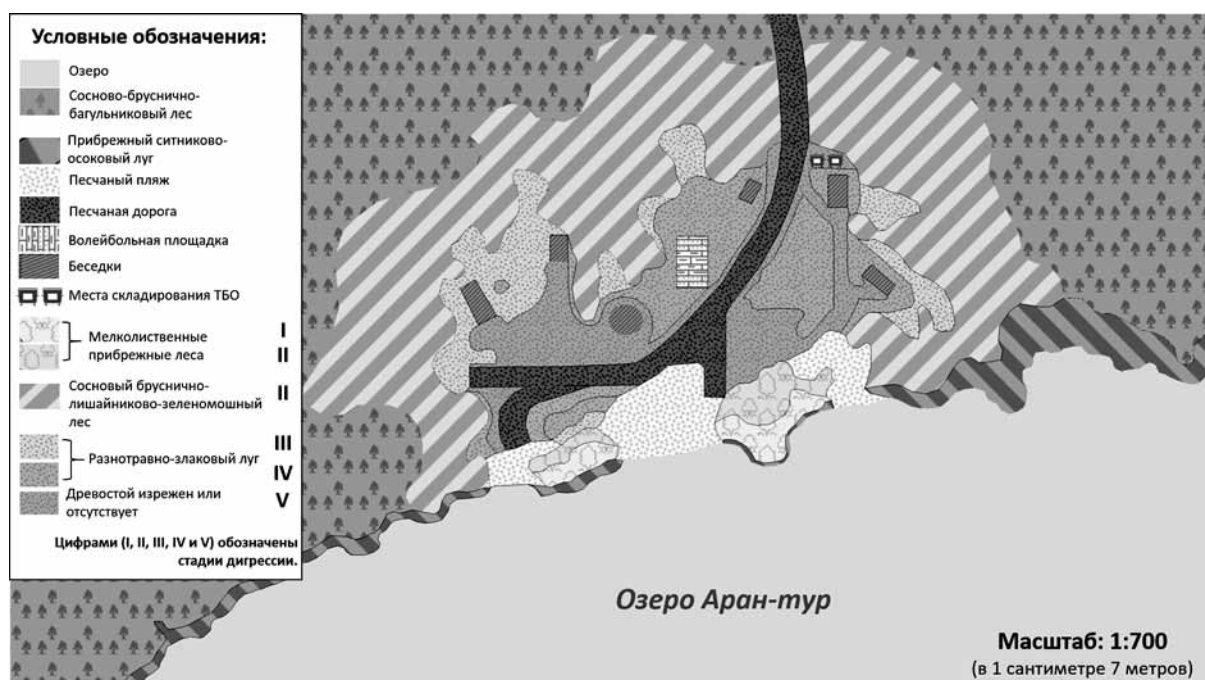 Условные обозначения:
Озеро
Сосново-бруснично-
багульниковый лес
Прибрежный ситниково-
осоковый луг
Песчаный пляж
Песчаная дорога
Волейбольная площадка
Беседки
Места складирования ТБО
Мелколиственные
прибрежные леса
I
II
Сосновый бруснично-
лишайниково-зеленомошный
лес
II
Разнотравно-злаковый луг
III
IV
Древостой изрежен или
отсутствует
V
Цифрами (I, II, III, IV и V) обозначены
стадии дигрессии.
Озеро Аран-тур
Масштаб: 1:700
(в 1 сантиметре 7 метров)